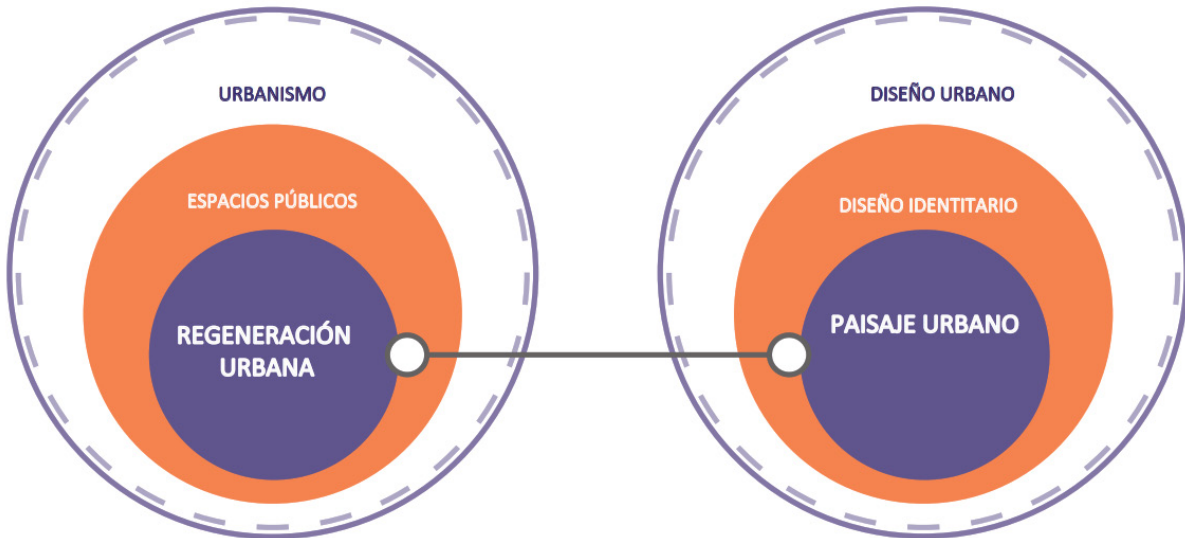 URBANISMO
ESPACIOS PÚBLICOS
REGENERACIÓN
URBANA
DISEÑO URBANO
DISEÑO IDENTITARIO
PAISAJE URBANO